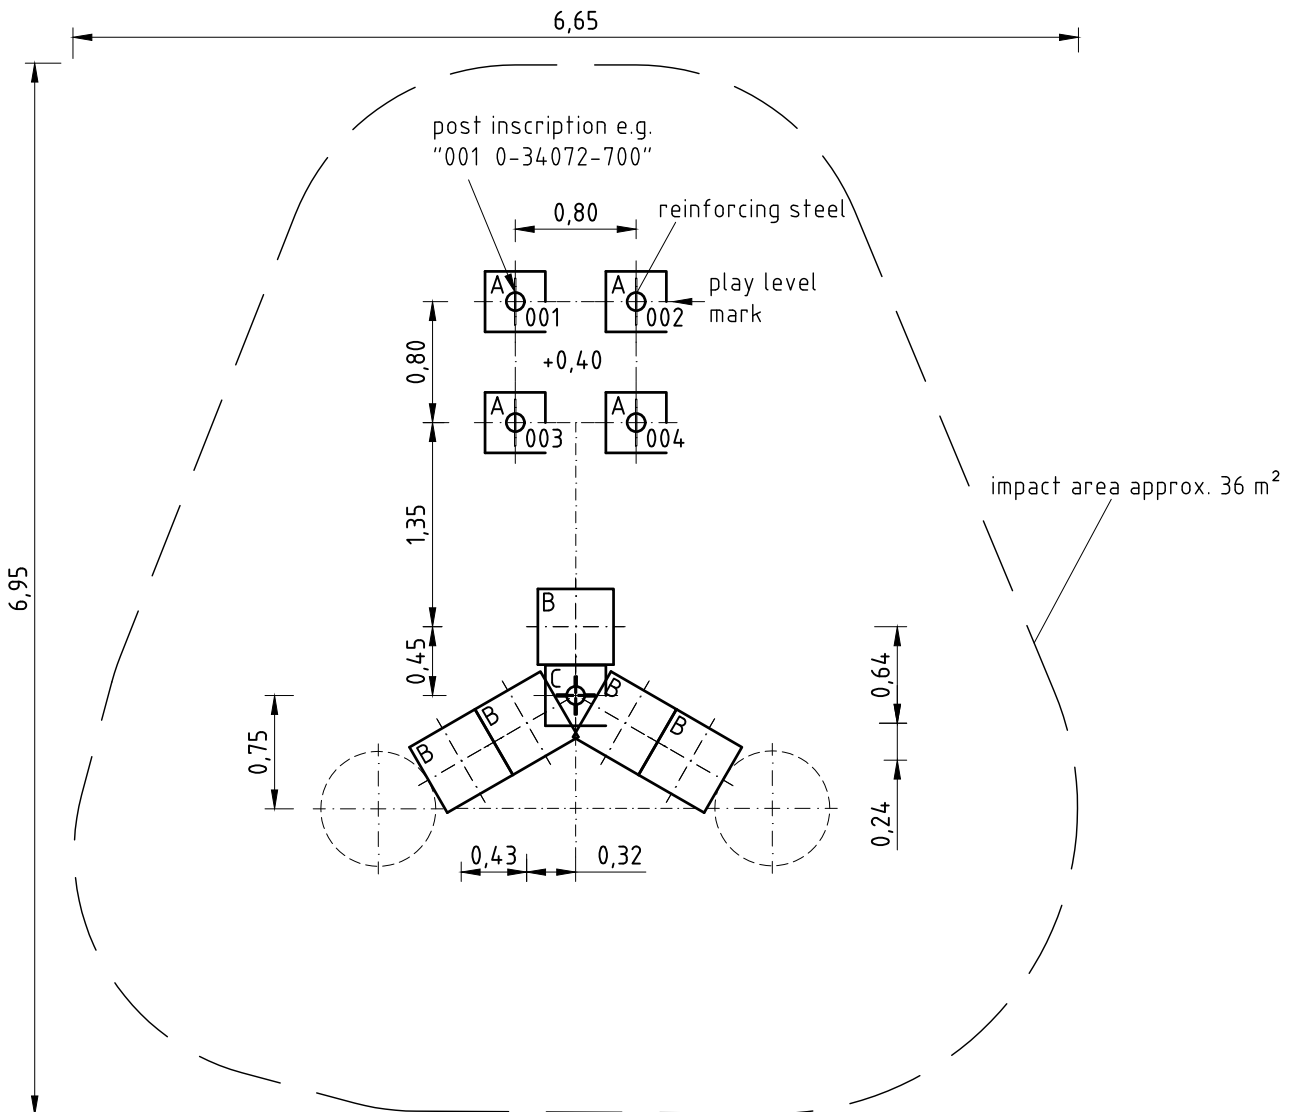 6,65
post inscription e.g.
"001 0-34072-700"
0,80
reinforcing steel
A
A
play level
mark
001
002
0,80
+0,40
A
A
003
004
impact area approx. 36 m²
1,35
6,95
B
0,45
C
B
B
B
B
0,64
0,75
0,24
0,43
0,32